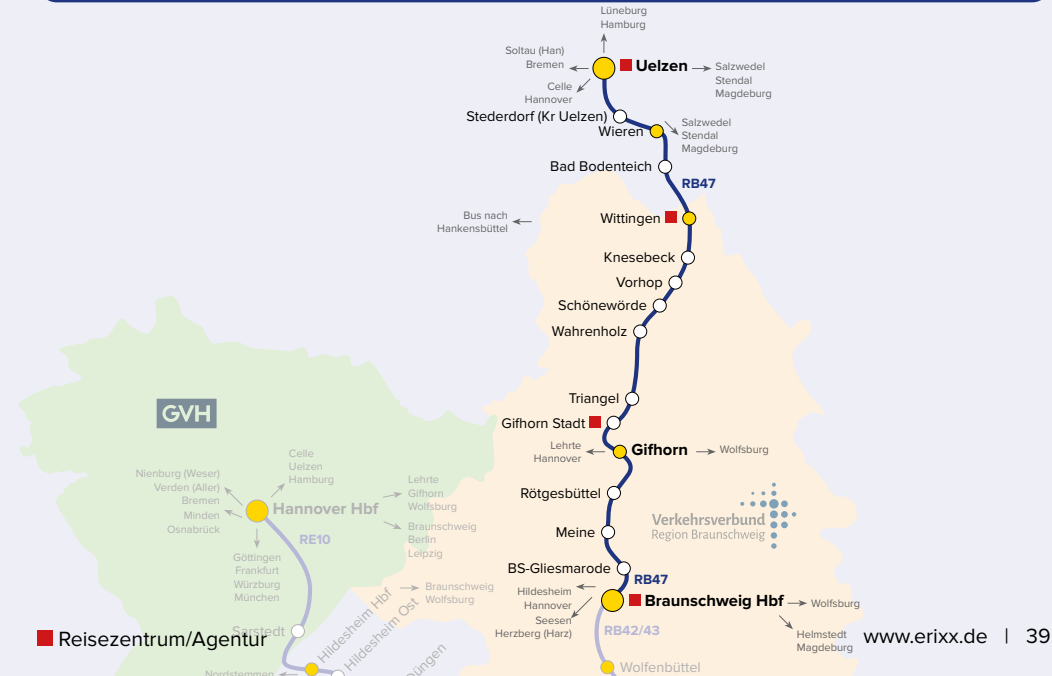 Lüneburg
Hamburg
Soltau (Han)
Bremen
Uelzen
Salzwedel
Stendal
Magdeburg
Celle
Hannover
Stederdorf (Kr Uelzen)
Wieren
Salzwedel
Stendal
Magdeburg
Bad Bodenteich
RB47
Bus nach
Hankensbüttel
Wittingen
Knesebeck
Vorhop
Schönewörde
Wahrenholz
Triangel
GVH
Gifhorn Stadt
Lehrte
Hannover
Gifhorn
Wolfsburg
Celle
Uelzen
Hamburg
Nienburg (Weser)
Verden (Aller)
Bremen
Minden
Osnabrück
Hannover Hbf
Lehrte
Gifhorn
Wolfsburg
Braunschweig
Berlin
Leipzig
RE10
Göttingen
Frankfurt
Würzburg
München
Rötgesbüttel
Verkehrsverbund
Region Braunschweig
Meine
BS-Gliesmarode
RB47
Hildesheim
Hannover
Seesen
Herzberg (Harz)
Braunschweig Hbf
Wolfsburg
Helmstedt
Magdeburg
Braunschweig
Wolfsburg
Sarstedt
Hildesheim Hbf
Hildesheim Ost
RB42/43
Wolfenbüttel
Nordstemmen
Reisezentrum/Agentur
www.erixx.de | 39